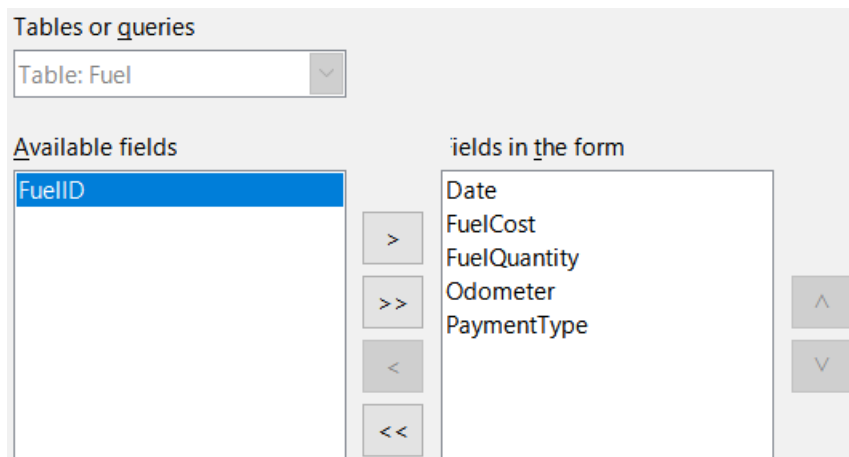 Tables or queries
Table: Fuel
Available fields
FuelID
>
>>
<
<<
ields in the form
Date
FuelCost
FuelQuantity
Odometer
PaymentType